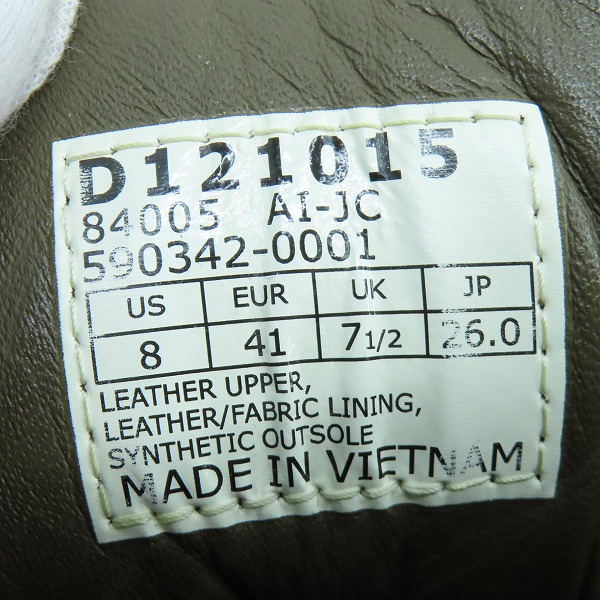 D121015
84005 AI-JC
590342-0001
US EUR UK JP
8 41 7 1/2 26.0
LEATHER UPPER,
LEATHER/FABRIC LINING,
SYNTHETIC OUTSOLE
MADE IN VIETNAM